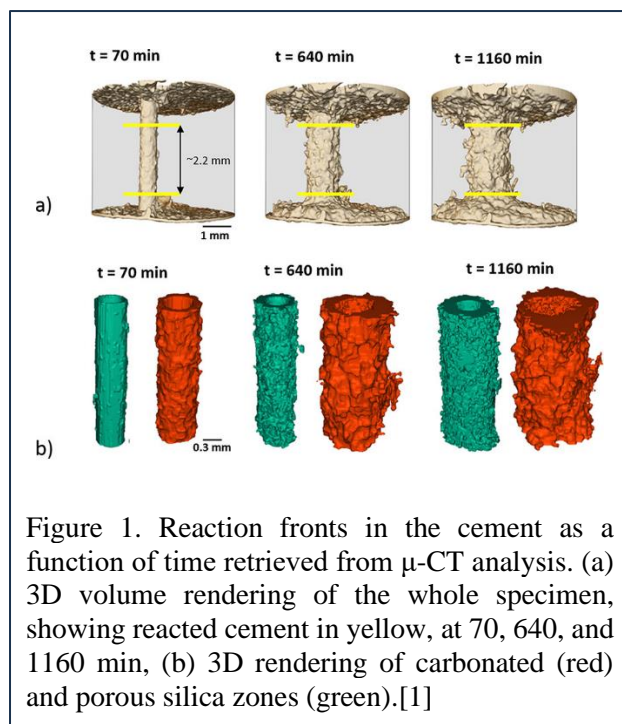 t = 70 min t = 640 min t = 1160 min
~2.2 mm
a)
1 mm
t = 70 min t = 640 min t = 1160 min
b)
0.3 mm
Figure 1. Reaction fronts in the cement as a
function of time retrieved from μ-CT analysis. (a)
3D volume rendering of the whole specimen,
showing reacted cement in yellow, at 70, 640, and
1160 min, (b) 3D rendering of carbonated (red)
and porous silica zones (green).[1]